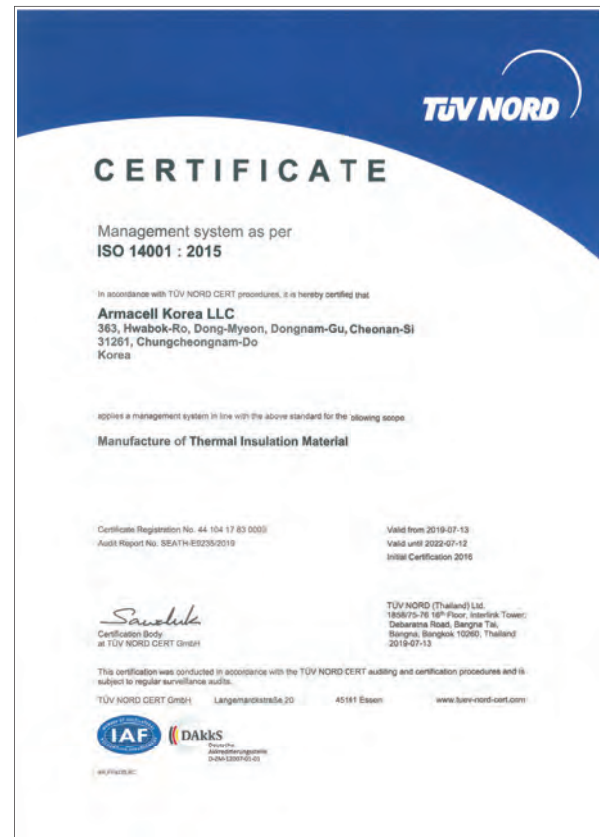 TÜV NORD
CERTIFICATE
Management system as per
ISO 14001 : 2015
In accordance with TÜV NORD CERT procedures, it is hereby certified that
Armacell Korea LLC
363, Hwabok-Ro, Dong-Myeon, Dongnam-Gu, Cheonan-Si
31261, Chungcheongnam-Do
Korea
applies a management system in line with the above standard for the following scope
Manufacture of Thermal Insulation Material
Certificate Registration No. 44 104 17 83 0003
Audit Report No. SEATH-E0235/2019
Valid from 2019-07-13
Valid until 2022-07-12
Initial Certification 2016
Certification Body
at TÜV NORD CERT GmbH
TÜV NORD (Thailand) Ltd.
1858/75-76 16th Floor, Interlink Tower,
Debaratna Road, Bangna Tai,
Bangna, Bangkok 10260, Thailand
2019-07-13
This certification was conducted in accordance with the TÜV NORD CERT auditing and certification procedures and is
subject to regular surveillance audits.
TÜV NORD CERT GmbH Langemarckstraße 20 45141 Essen www.tuev-nord-cert.com
IAF
DAkkS
Deutsche
Akkreditierungsstelle
D-ZM-12007-01-01